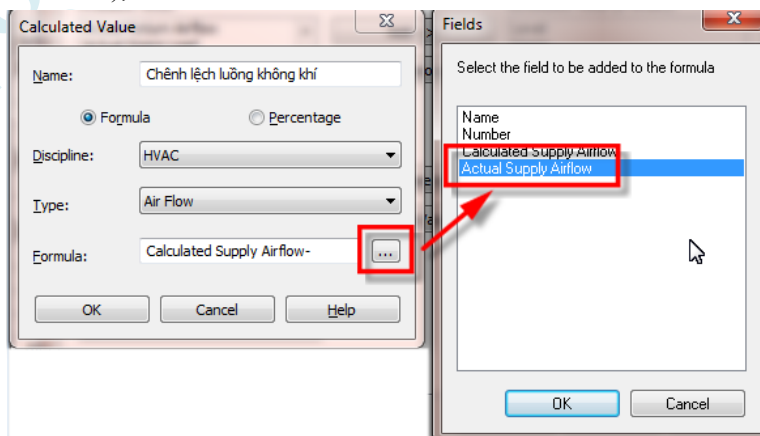 Calculated Value
Name: Chênh lệch luồng không khí
Formula Percentage
Discipline: HVAC
Type: Air Flow
Formula: Calculated Supply Airflow- ...
OK Cancel Help
Fields
Select the field to be added to the formula
Name
Number
Calculated Supply Airflow
Actual Supply Airflow
OK Cancel